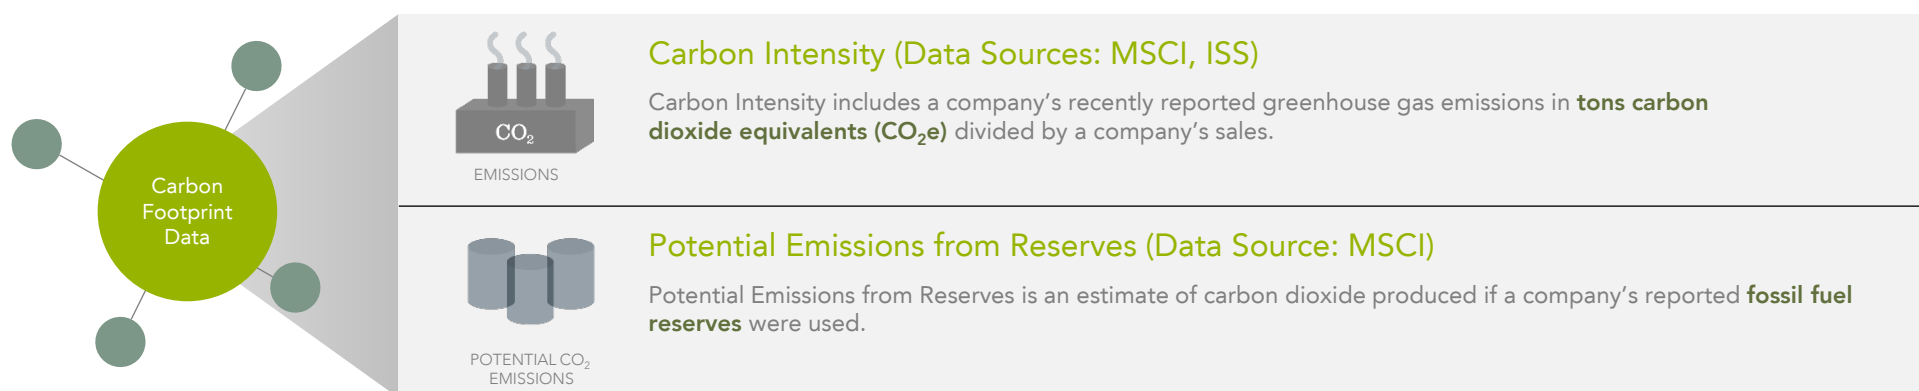 Carbon
Footprint
Data
CO₂
EMISSIONS
Carbon Intensity (Data Sources: MSCI, ISS)
Carbon Intensity includes a company’s recently reported greenhouse gas emissions in tons carbon
dioxide equivalents (CO₂e) divided by a company’s sales.
POTENTIAL CO₂
EMISSIONS
Potential Emissions from Reserves (Data Source: MSCI)
Potential Emissions from Reserves is an estimate of carbon dioxide produced if a company’s reported fossil fuel
reserves were used.